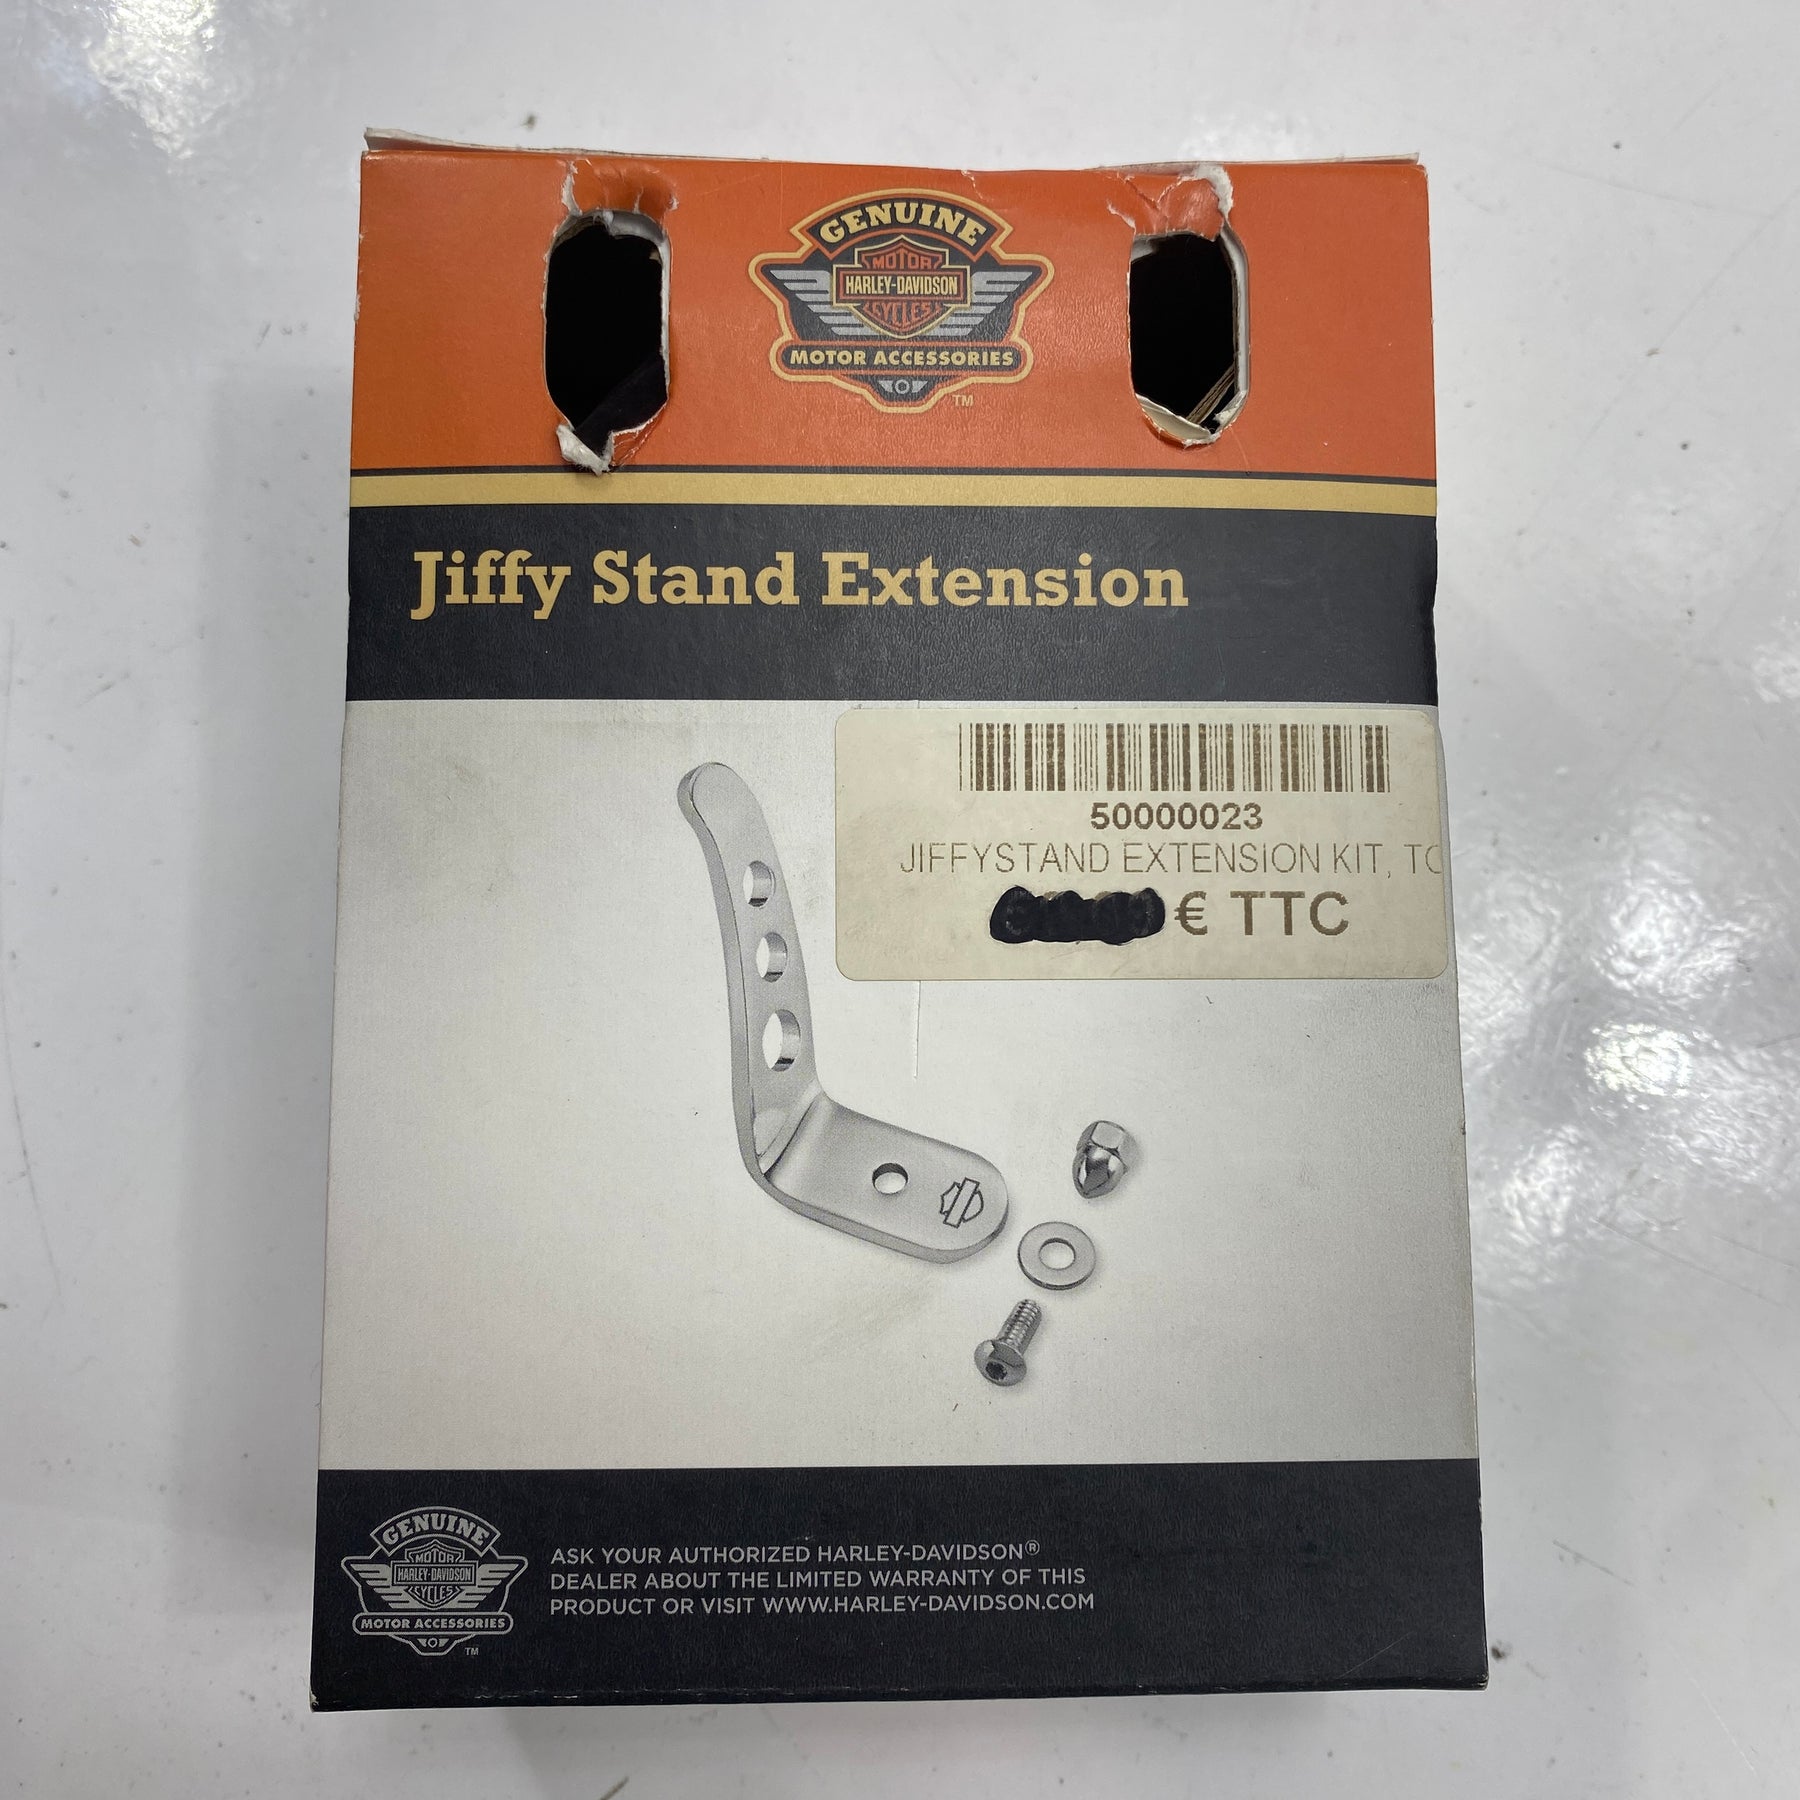 GENUINE
MOTOR
HARLEY-DAVIDSON
CYCLES
MOTOR ACCESSORIES
TM
Jiffy Stand Extension
50000023
JIFFYSTAND EXTENSION KIT, TO
€ TTC
GENUINE
MOTOR
HARLEY-DAVIDSON
CYCLES
MOTOR ACCESSORIES
TM
ASK YOUR AUTHORIZED HARLEY-DAVIDSON®
DEALER ABOUT THE LIMITED WARRANTY OF THIS
PRODUCT OR VISIT WWW.HARLEY-DAVIDSON.COM